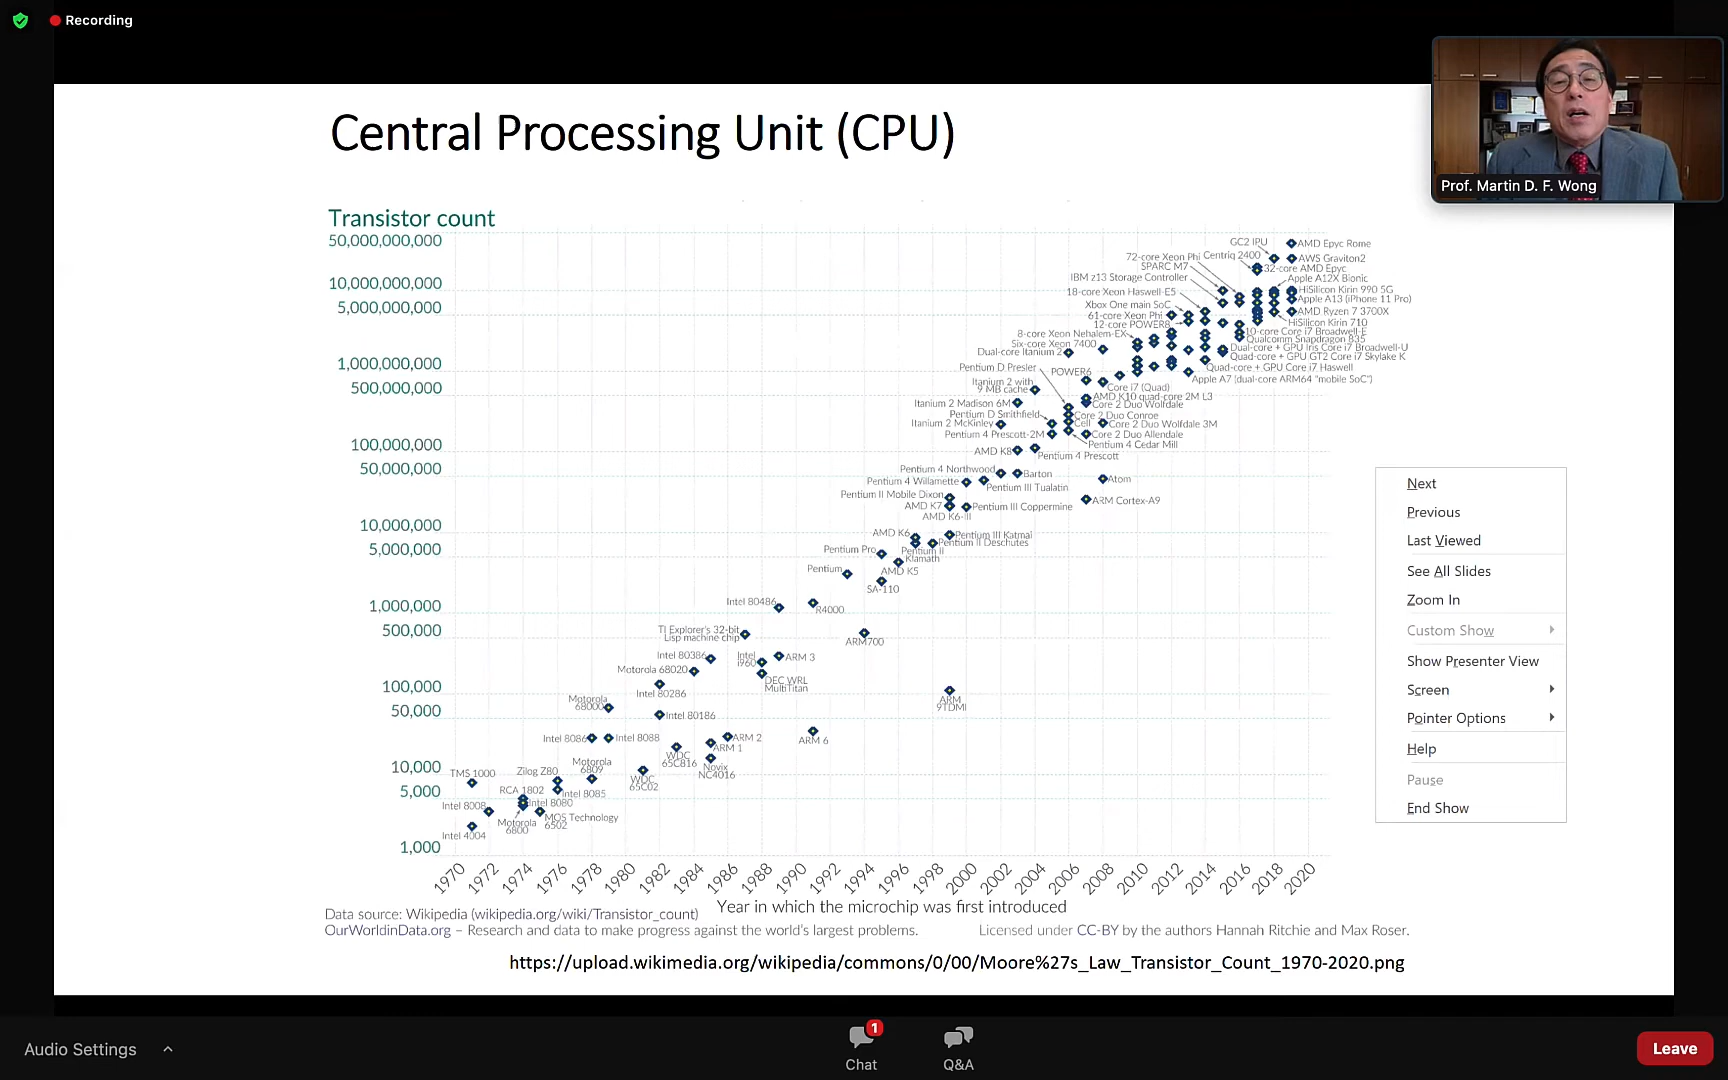 Recording
Prof. Martin D. F. Wong
Central Processing Unit (CPU)
Transistor count
50,000,000,000
10,000,000,000
5,000,000,000
1,000,000,000
500,000,000
100,000,000
50,000,000
10,000,000
5,000,000
1,000,000
500,000
100,000
50,000
10,000
5,000
1,000
GC2 IPU
AMD Epyc Rome
72-core Xeon Phi
Centriq 2400
AWS Graviton2
SPARC M7
32-core AMD Epyc
IBM z13 Storage Controller
Apple A12X Bionic
18-core Xeon Haswell-E5
HiSilicon Kirin 990 5G
Xbox One main SoC
Apple A13 (iPhone 11 Pro)
61-core Xeon Phi
AMD Ryzen 7 3700X
12-core POWER8
HiSilicon Kirin 710
8-core Xeon Nehalem-EX
10-core Core i7 Broadwell-E
Six-core Xeon 7400
Qualcomm Snapdragon 835
Dual-core Itanium 2
Dual-core + GPU Iris Core i7 Broadwell-U
Quad-core + GPU GT2 Core i7 Skylake K
Pentium D Presler
POWER6
Quad-core + GPU Core i7 Haswell
Itanium 2 with
9 MB cache
Apple A7 (dual-core ARM64 "mobile SoC")
Core i7 (Quad)
AMD K10 quad-core 2M L3
Itanium 2 Madison 6M
Core 2 Duo Wolfdale
Pentium D Smithfield
Core 2 Duo Conroe
Itanium 2 McKinley
Cell
Core 2 Duo Wolfdale 3M
Pentium 4 Prescott-2M
Core 2 Duo Allendale
Pentium 4 Cedar Mill
AMD K8
Pentium 4 Prescott
Pentium 4 Northwood
Barton
Pentium 4 Willamette
Pentium III Tualatin
Atom
Pentium II Mobile Dixon
ARM Cortex-A9
AMD K7
Pentium III Coppermine
AMD K6-III
AMD K6
Pentium III Katmai
Pentium II Deschutes
Pentium Pro
Pentium II
Klamath
Pentium
AMD K5
SA-110
Intel 80486
R4000
TI Explorer's 32-bit
Lisp machine chip
ARM700
Intel 80386
Intel
i960
ARM 3
Motorola 68020
DEC WRL
MultiTitan
Intel 80286
ARM
9TDMI
Motorola
68000
Intel 80186
Intel 8086
Intel 8088
ARM 2
ARM 6
ARM 1
WDC
65C816
Novix
NC4016
Motorola
6809
TMS 1000
Zilog Z80
WDC
65C02
RCA 1802
Intel 8085
Intel 8008
Intel 8080
Motorola
6800
MOS Technology
6502
Intel 4004
1970 1972 1974 1976 1978 1980 1982 1984 1986 1988 1990 1992 1994 1996 1998 2000 2002 2004 2006 2008 2010 2012 2014 2016 2018 2020
Year in which the microchip was first introduced
Data source: Wikipedia (wikipedia.org/wiki/Transistor_count)
OurWorldinData.org – Research and data to make progress against the world's largest problems.
Licensed under CC-BY by the authors Hannah Ritchie and Max Roser.
https://upload.wikimedia.org/wikipedia/commons/0/00/Moore%27s_Law_Transistor_Count_1970-2020.png
Next
Previous
Last Viewed
See All Slides
Zoom In
Custom Show
Show Presenter View
Screen
Pointer Options
Help
Pause
End Show
Audio Settings
1
Chat
Q&A
Leave